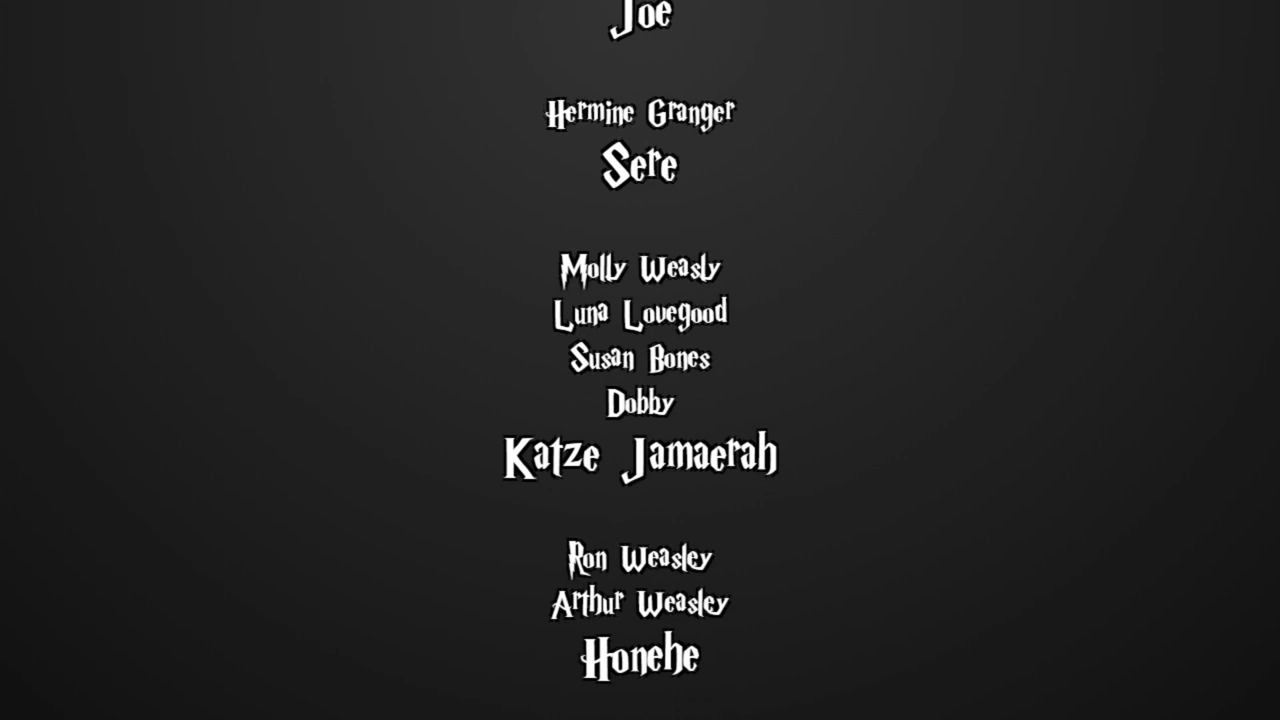 Joe
Hermine Granger
Sere
Molly Weasly
Luna Lovegood
Susan Bones
Dobby
Katze Jamaerah
Ron Weasley
Arthur Weasley
Honehe